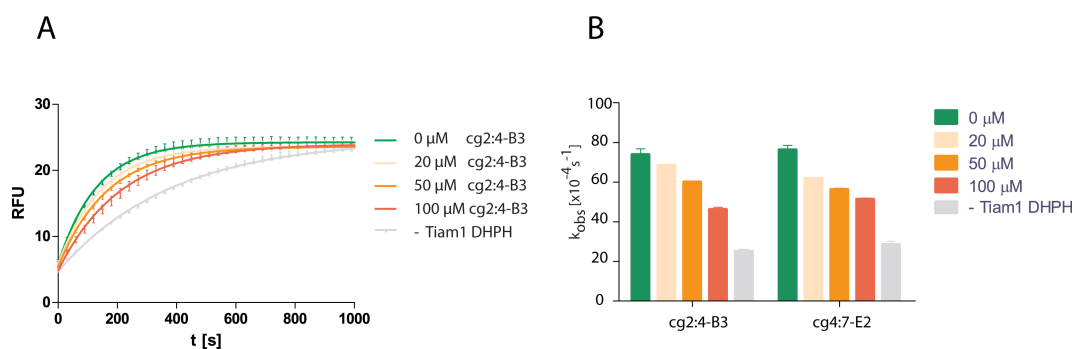 A
30
20
10
0
RFU
0 200 400 600 800 1000
t [s]
0 μM cg2:4-B3
20 μM cg2:4-B3
50 μM cg2:4-B3
100 μM cg2:4-B3
- Tiam1 DHPH
B
100
80
60
40
20
0
kobs [x10⁻⁴s⁻¹]
cg2:4-B3 cg4:7-E2
0 μM
20 μM
50 μM
100 μM
- Tiam1 DHPH